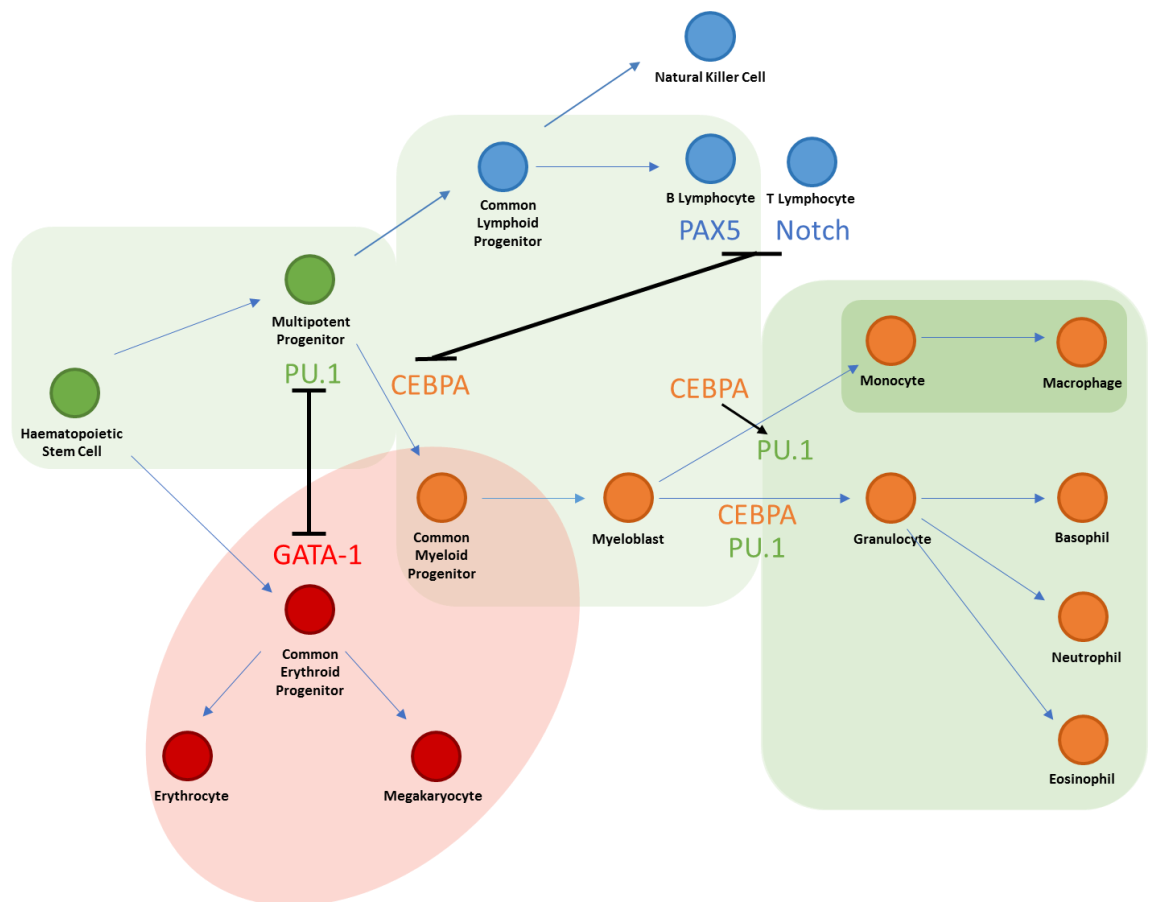 Natural Killer Cell
Common
Lymphoid
Progenitor
B Lymphocyte
T Lymphocyte
PAX5
Notch
Multipotent
Progenitor
PU.1
CEBPA
Haematopoietic
Stem Cell
Monocyte
Macrophage
CEBPA
PU.1
GATA-1
Common
Myeloid
Progenitor
Myeloblast
CEBPA
PU.1
Granulocyte
Basophil
Common
Erythroid
Progenitor
Neutrophil
Erythrocyte
Megakaryocyte
Eosinophil